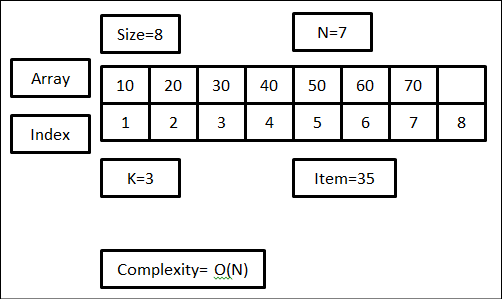 Size=8 N=7
Array 10 20 30 40 50 60 70
Index 1 2 3 4 5 6 7 8
K=3 Item=35
Complexity= O(N)